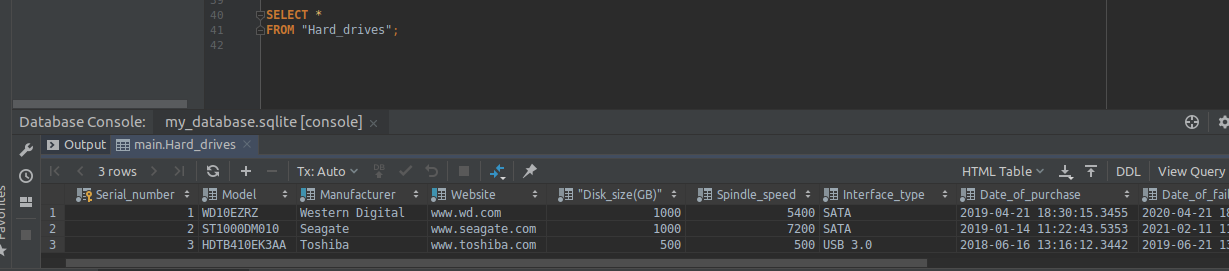 39
40 SELECT *
41 FROM "Hard_drives";
42
Database Console: my_database.sqlite [console] ×
Output main.Hard_drives ×
3 rows Tx: Auto DB HTML Table DDL View Query
Serial_number Model Manufacturer Website "Disk_size(GB)" Spindle_speed Interface_type Date_of_purchase Date_of_fai
1 1 WD10EZRZ Western Digital www.wd.com 1000 5400 SATA 2019-04-21 18:30:15.3455 2020-04-21 18
2 2 ST1000DM010 Seagate www.seagate.com 1000 7200 SATA 2019-01-14 11:22:43.5353 2021-02-11 11
3 3 HDTB410EK3AA Toshiba www.toshiba.com 500 500 USB 3.0 2018-06-16 13:16:12.3442 2019-06-21 13
Favorites